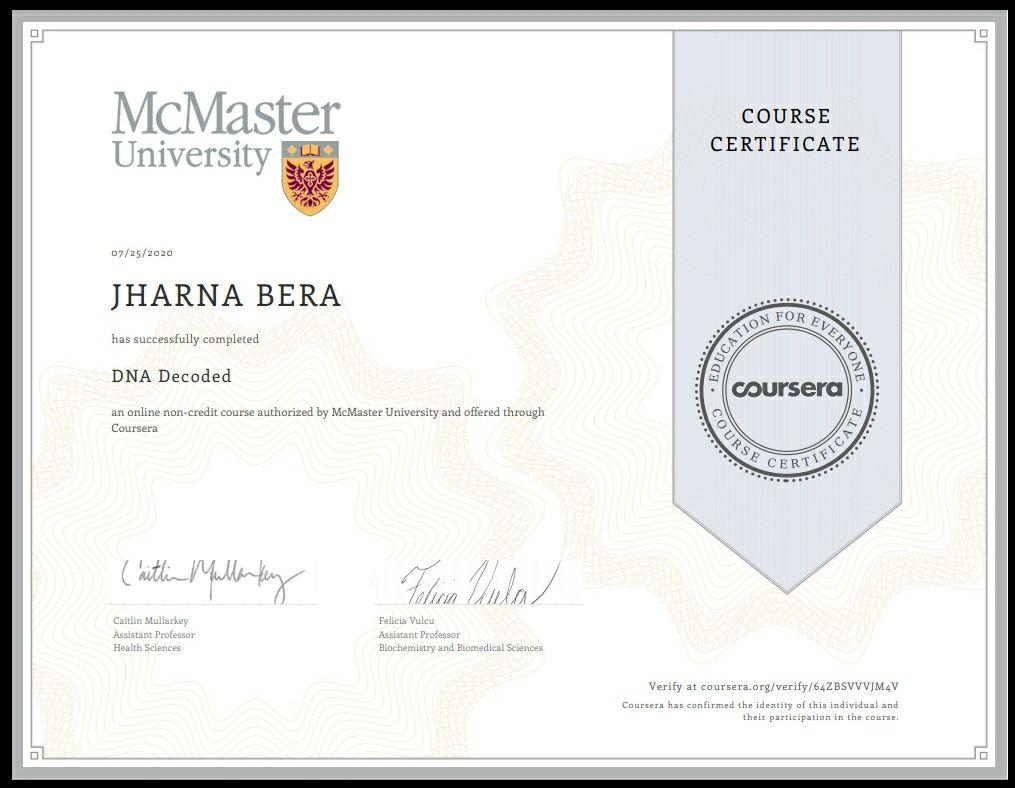 McMaster
University
COURSE
CERTIFICATE
07/25/2020
JHARNA BERA
has successfully completed
DNA Decoded
an online non-credit course authorized by McMaster University and offered through
Coursera
EDUCATION FOR EVERYONE
coursera
COURSE CERTIFICATE
Caitlin Mullarkey
Felicia Vulcu
Caitlin Mullarkey
Assistant Professor
Health Sciences
Felicia Vulcu
Assistant Professor
Biochemistry and Biomedical Sciences
Verify at coursera.org/verify/64ZBSVVVJM4V
Coursera has confirmed the identity of this individual and
their participation in the course.